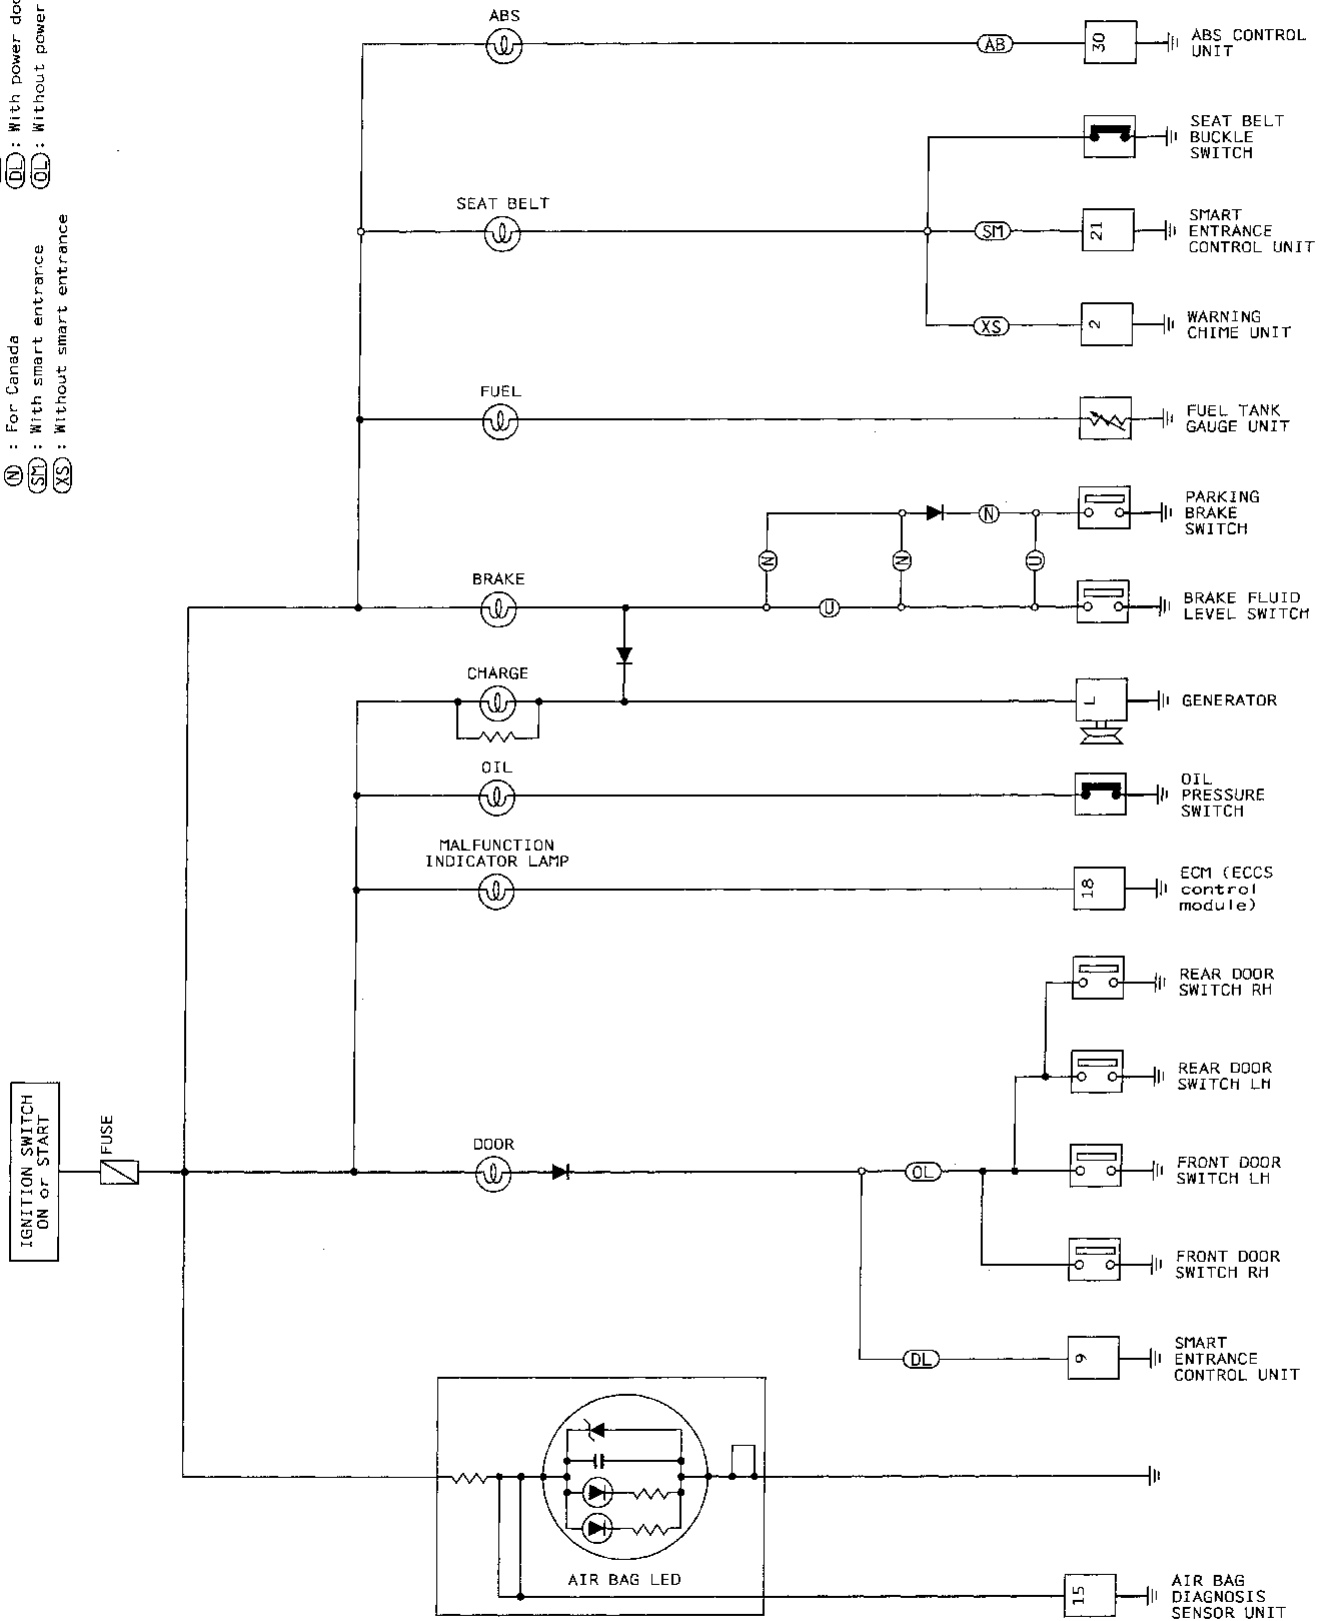 DL : With power
OL : Without power
N : For Canada
SM : With smart entrance
XS : Without smart entrance
ABS
AB
30
ABS CONTROL
UNIT
SEAT BELT
BUCKLE
SWITCH
SEAT BELT
SM
21
SMART
ENTRANCE
CONTROL UNIT
XS
2
WARNING
CHIME UNIT
FUEL
FUEL TANK
GAUGE UNIT
N
PARKING
BRAKE
SWITCH
N
N
U
BRAKE
U
BRAKE FLUID
LEVEL SWITCH
CHARGE
L
GENERATOR
OIL
OIL
PRESSURE
SWITCH
MALFUNCTION
INDICATOR LAMP
18
ECM (ECCS
control
module)
REAR DOOR
SWITCH RH
REAR DOOR
SWITCH LH
IGNITION SWITCH
ON or START
FUSE
DOOR
OL
FRONT DOOR
SWITCH LH
FRONT DOOR
SWITCH RH
DL
9
SMART
ENTRANCE
CONTROL UNIT
AIR BAG LED
15
AIR BAG
DIAGNOSIS
SENSOR UNIT